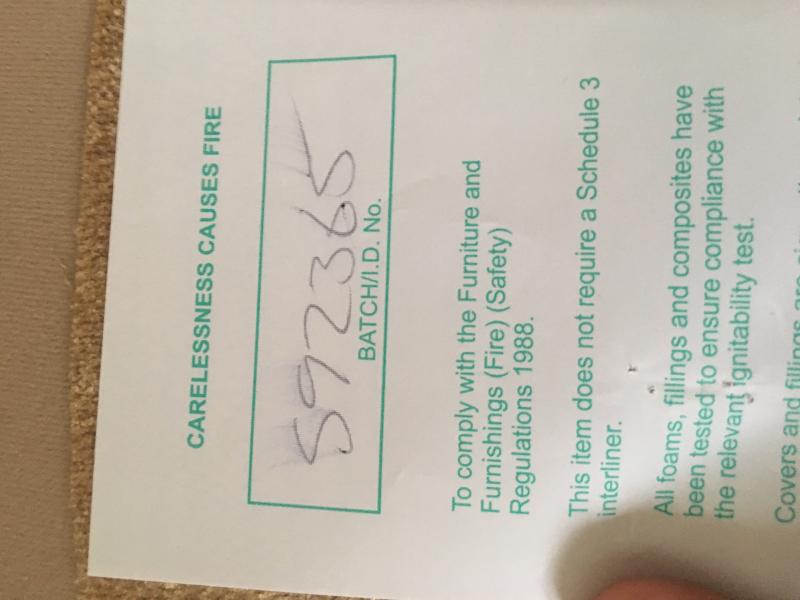 CARELESSNESS CAUSES FIRE
592365
BATCH/I.D. No.
To comply with the Furniture and
Furnishings (Fire) (Safety)
Regulations 1988.
This item does not require a Schedule 3
interliner.
All foams, fillings and composites have
been tested to ensure compliance with
the relevant ignitability test.
Covers and fillings are